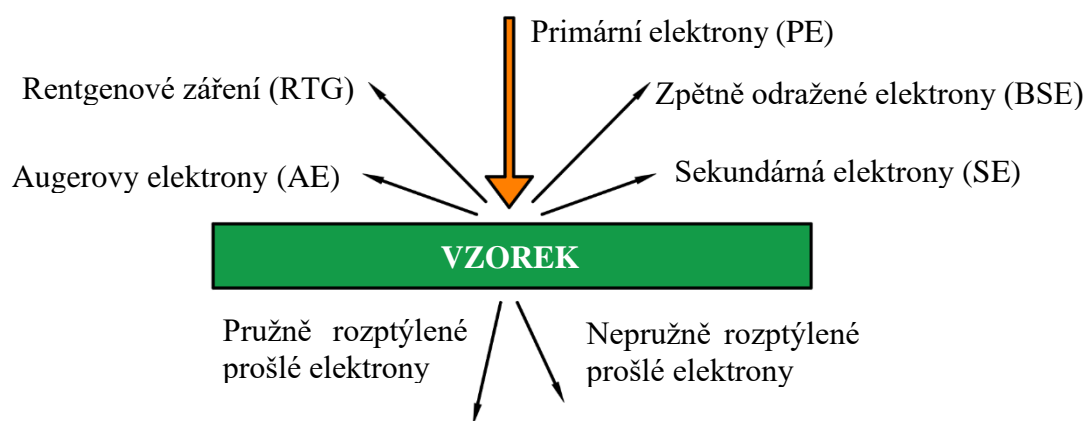 Primární elektrony (PE)
Rentgenové záření (RTG)
Zpětně odražené elektrony (BSE)
Augerovy elektrony (AE)
Sekundárná elektrony (SE)
VZOREK
Pružně rozptýlené
prošlé elektrony
Nepružně rozptýlené
prošlé elektrony